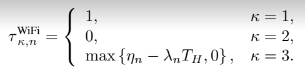 τ^{WiFi}_{κ,n} = { 1, κ = 1,
0, κ = 2,
max {η_n − λ_n T_H, 0}, κ = 3.